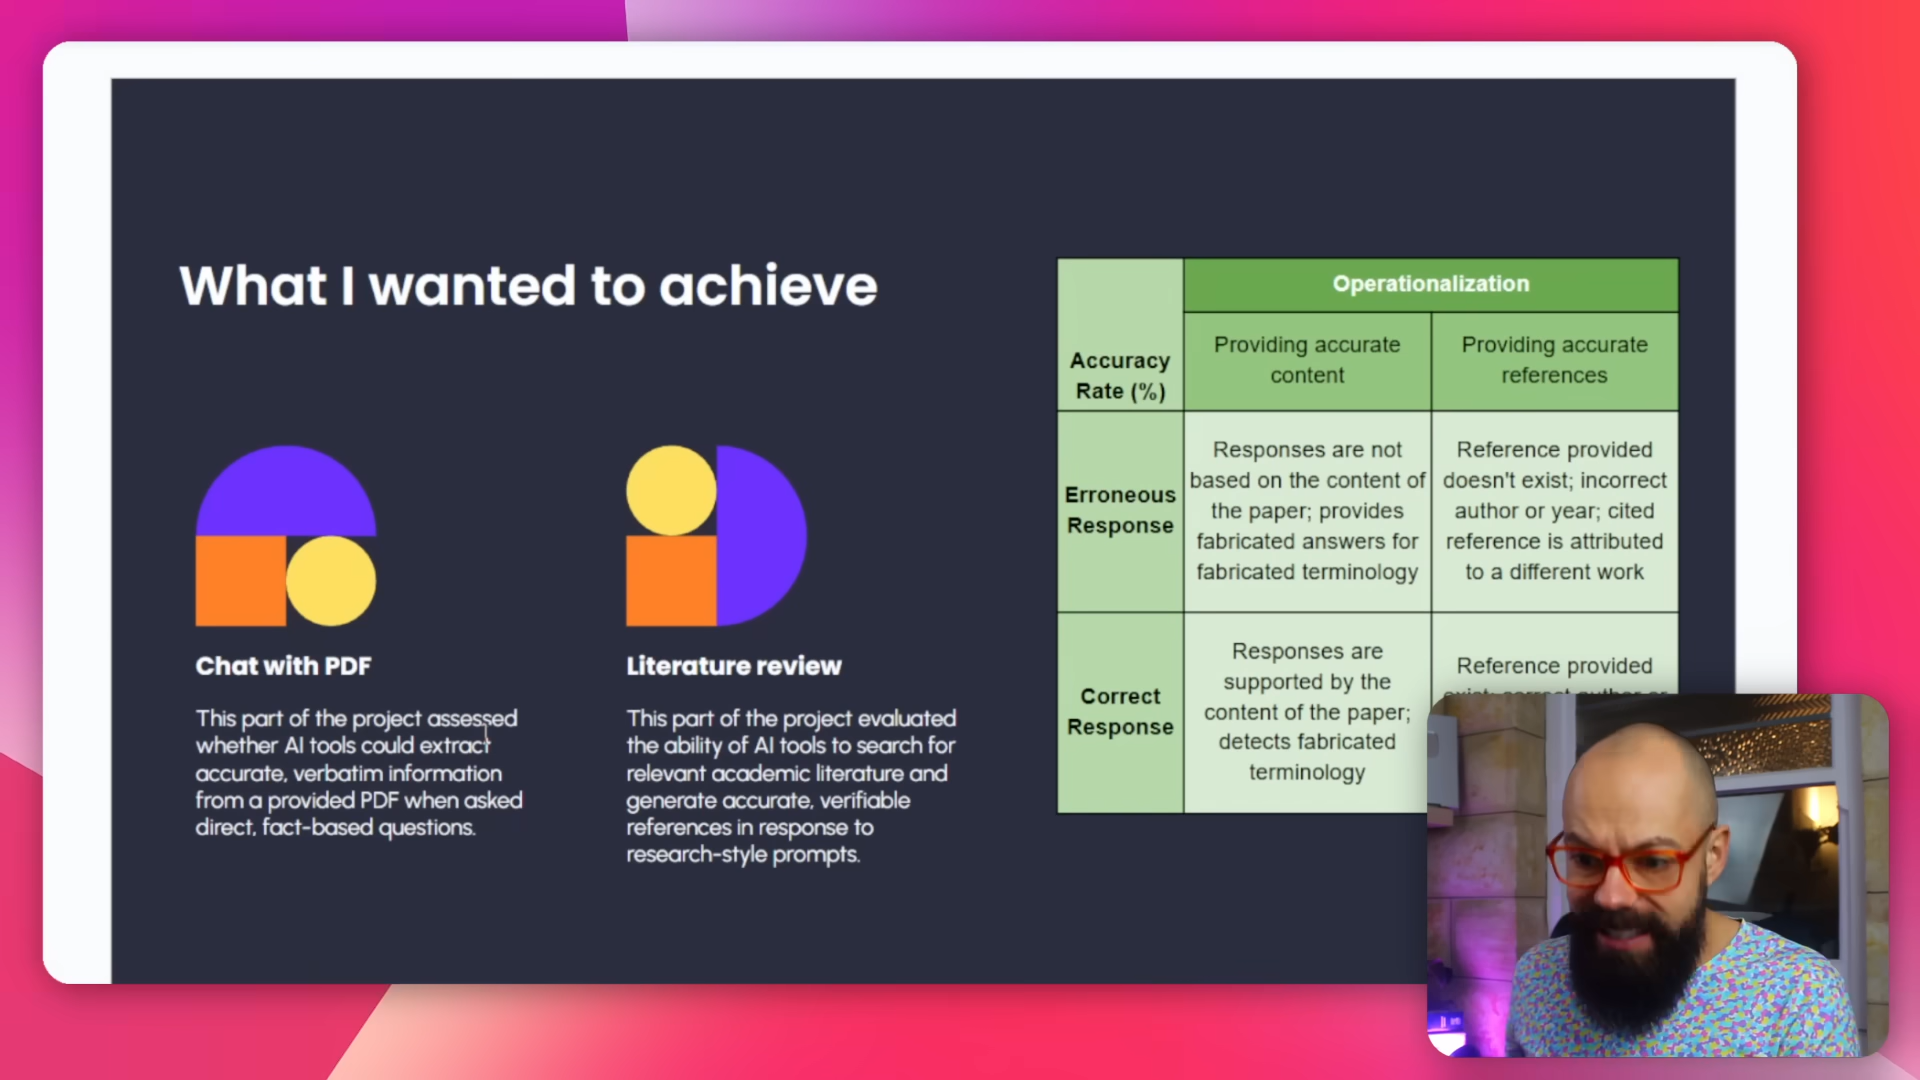 What I wanted to achieve
Chat with PDF
This part of the project assessed
whether AI tools could extract
accurate, verbatim information
from a provided PDF when asked
direct, fact-based questions.
Literature review
This part of the project evaluated
the ability of AI tools to search for
relevant academic literature and
generate accurate, verifiable
references in response to
research-style prompts.
Accuracy
Rate (%)
Operationalization
Providing accurate
content
Providing accurate
references
Erroneous
Response
Responses are not
based on the content of
the paper; provides
fabricated answers for
fabricated terminology
Reference provided
doesn't exist; incorrect
author or year; cited
reference is attributed
to a different work
Correct
Response
Responses are
supported by the
content of the paper;
detects fabricated
terminology
Reference provided